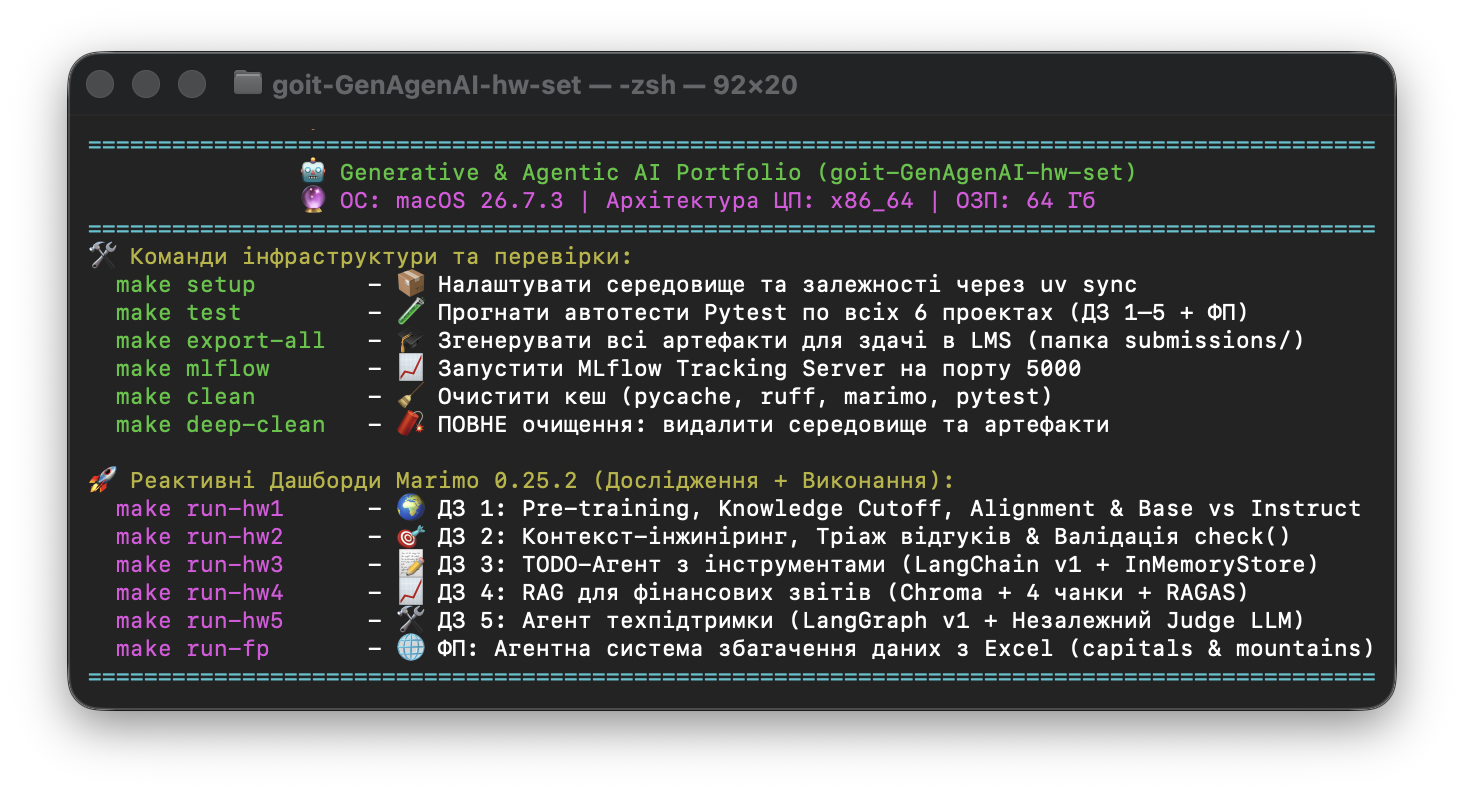 goit-GenAgenAI-hw-set — -zsh — 92×20
============================================================================================
🤖 Generative & Agentic AI Portfolio (goit-GenAgenAI-hw-set)
🔮 ОС: macOS 26.7.3 | Архітектура ЦП: x86_64 | ОЗП: 64 Гб
============================================================================================
🛠️ Команди інфраструктури та перевірки:
make setup – 📦 Налаштувати середовище та залежності через uv sync
make test – 🧪 Прогнати автотести Pytest по всіх 6 проектах (ДЗ 1–5 + ФП)
make export-all – 🎓 Згенерувати всі артефакти для здачі в LMS (папка submissions/)
make mlflow – 📈 Запустити MLflow Tracking Server на порту 5000
make clean – 🧹 Очистити кеш (pycache, ruff, marimo, pytest)
make deep-clean – 🧨 ПОВНЕ очищення: видалити середовище та артефакти
🚀 Реактивні Дашборди Marimo 0.25.2 (Дослідження + Виконання):
make run-hw1 – 🌍 ДЗ 1: Pre-training, Knowledge Cutoff, Alignment & Base vs Instruct
make run-hw2 – 🎯 ДЗ 2: Контекст-інжиніринг, Тріаж відгуків & Валідація check()
make run-hw3 – 📝 ДЗ 3: TODO-Агент з інструментами (LangChain v1 + InMemoryStore)
make run-hw4 – 📈 ДЗ 4: RAG для фінансових звітів (Chroma + 4 чанки + RAGAS)
make run-hw5 – 🛠️ ДЗ 5: Агент техпідтримки (LangGraph v1 + Незалежний Judge LLM)
make run-fp – 🌐 ФП: Агентна система збагачення даних з Excel (capitals & mountains)
============================================================================================